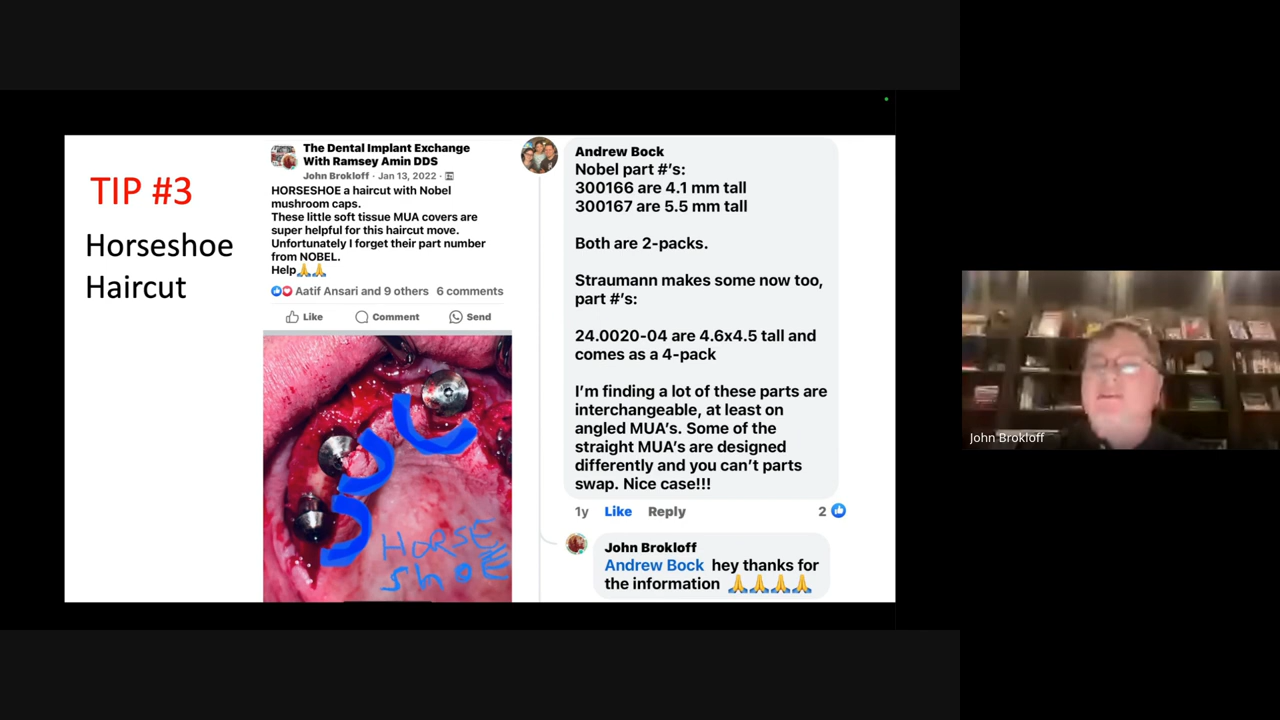 TIP #3
Horseshoe
Haircut
The Dental Implant Exchange
With Ramsey Amin DDS
John Brokloff · Jan 13, 2022 ·
HORSESHOE a haircut with Nobel
mushroom caps.
These little soft tissue MUA covers are
super helpful for this haircut move.
Unfortunately I forget their part number
from NOBEL.
Help🙏🙏
Aatif Ansari and 9 others 6 comments
Like Comment Send
HORSE
ShOE
Andrew Bock
Nobel part #'s:
300166 are 4.1 mm tall
300167 are 5.5 mm tall
Both are 2-packs.
Straumann makes some now too,
part #'s:
24.0020-04 are 4.6x4.5 tall and
comes as a 4-pack
I'm finding a lot of these parts are
interchangeable, at least on
angled MUA's. Some of the
straight MUA's are designed
differently and you can't parts
swap. Nice case!!!
1y Like Reply 2
John Brokloff
Andrew Bock hey thanks for
the information 🙏🙏🙏🙏
John Brokloff